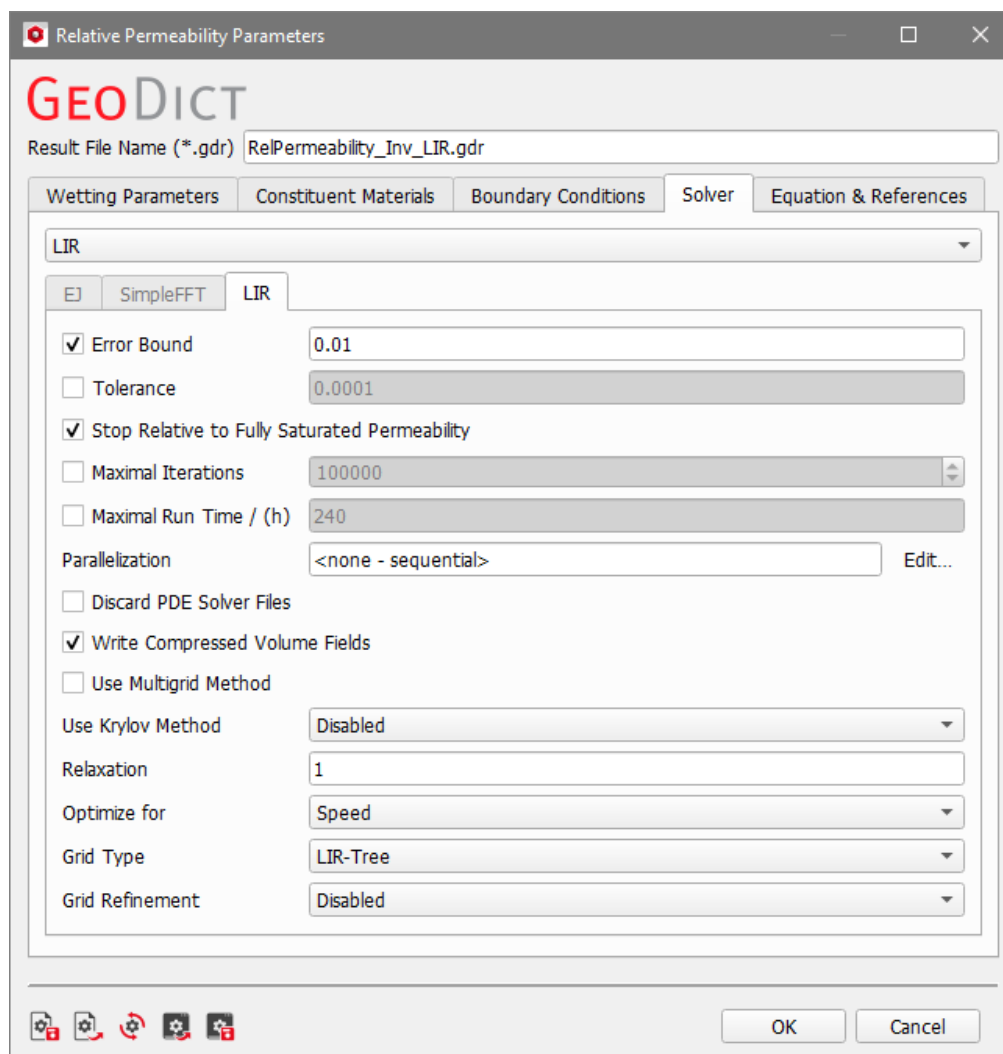 Relative Permeability Parameters
GEODICT
Result File Name (*.gdr) RelPermeability_Inv_LIR.gdr
Wetting Parameters Constituent Materials Boundary Conditions Solver Equation & References
LIR
EJ SimpleFFT LIR
Error Bound 0.01
Tolerance 0.0001
Stop Relative to Fully Saturated Permeability
Maximal Iterations 100000
Maximal Run Time / (h) 240
Parallelization <none - sequential> Edit...
Discard PDE Solver Files
Write Compressed Volume Fields
Use Multigrid Method
Use Krylov Method Disabled
Relaxation 1
Optimize for Speed
Grid Type LIR-Tree
Grid Refinement Disabled
OK Cancel